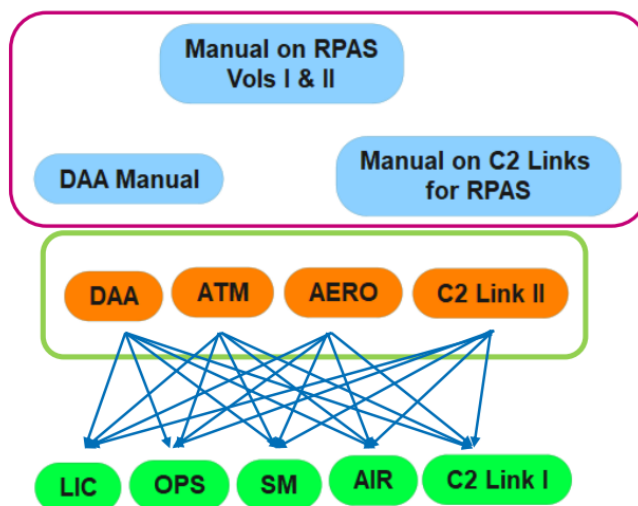 Manual on RPAS
Vols I & II
DAA Manual
Manual on C2 Links
for RPAS
DAA
ATM
AERO
C2 Link II
LIC
OPS
SM
AIR
C2 Link I